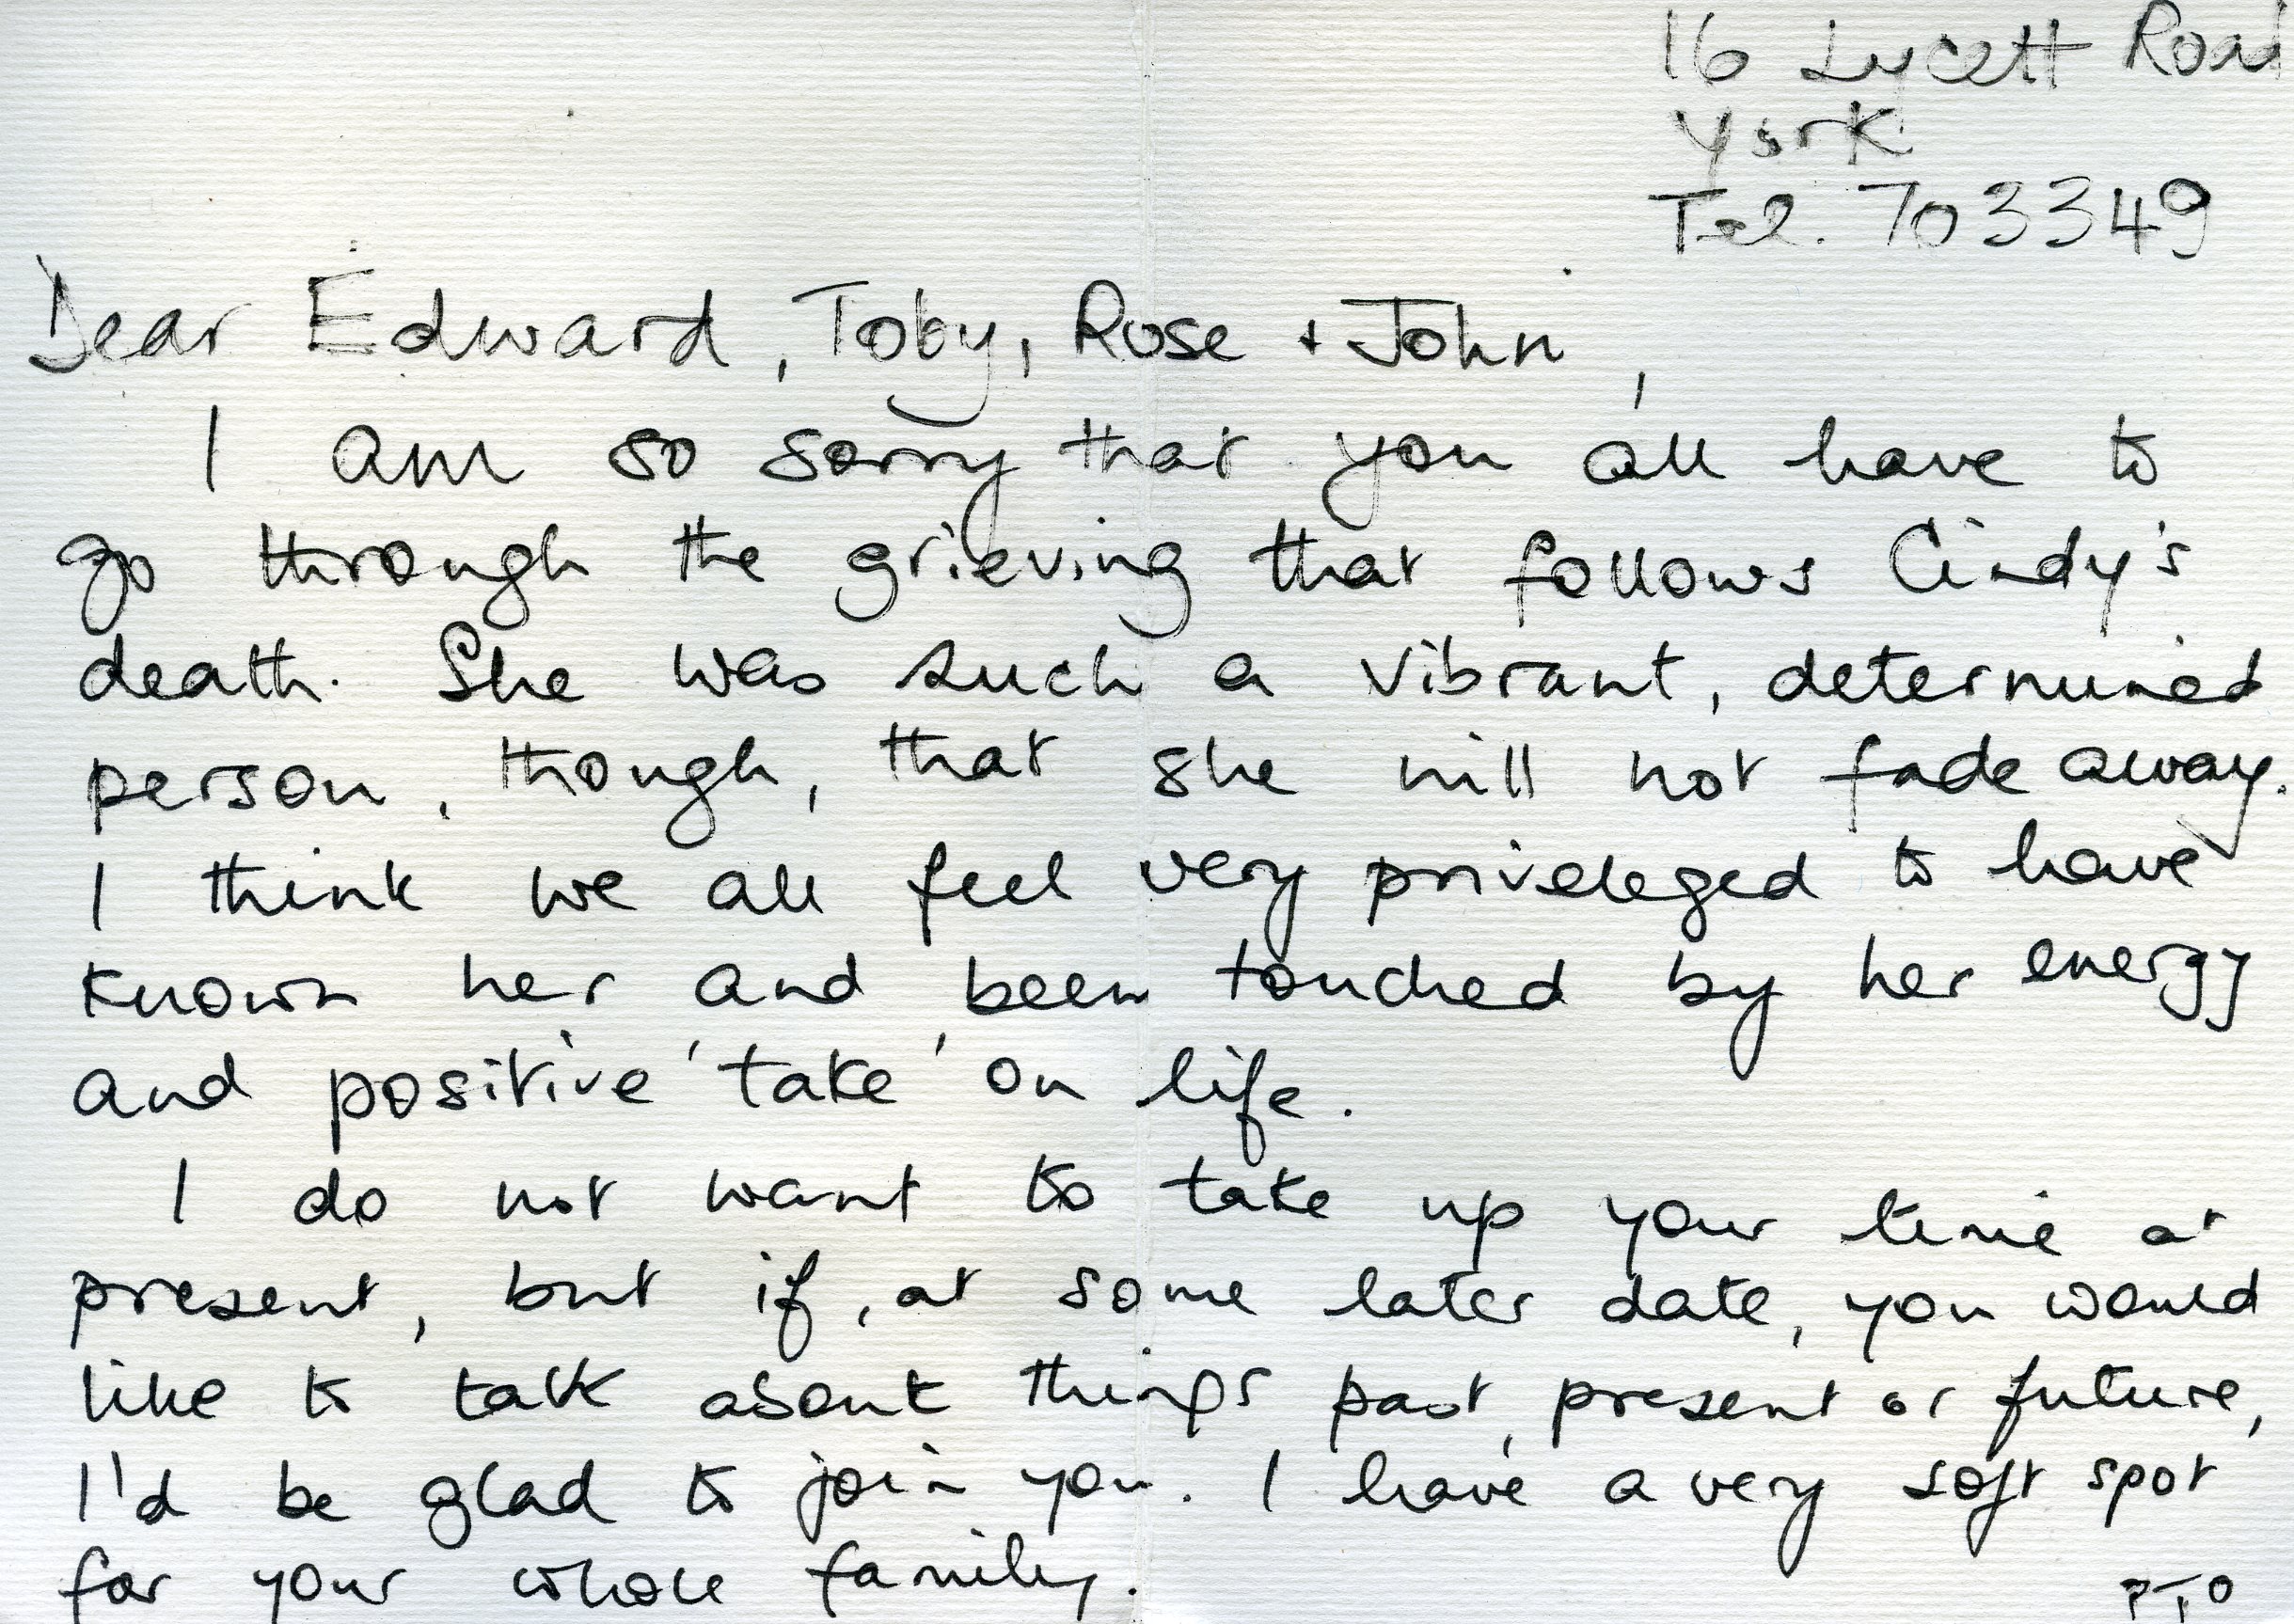 16 Lycett Road
York
Tel. 703349
Dear Edward, Toby, Rose + John,
I am so sorry that you all have to
go through the grieving that follows Cindy's
death. She was such a vibrant, determined
person, though, that she will not fade away.
I think we all feel very priveleged to have
known her and been touched by her energy
and positive 'take' on life.
I do not want to take up your time at
present, but if, at some later date, you would
like to talk about things past, present or future,
I'd be glad to join you. I have a very soft spot
for your whole family.
PTO